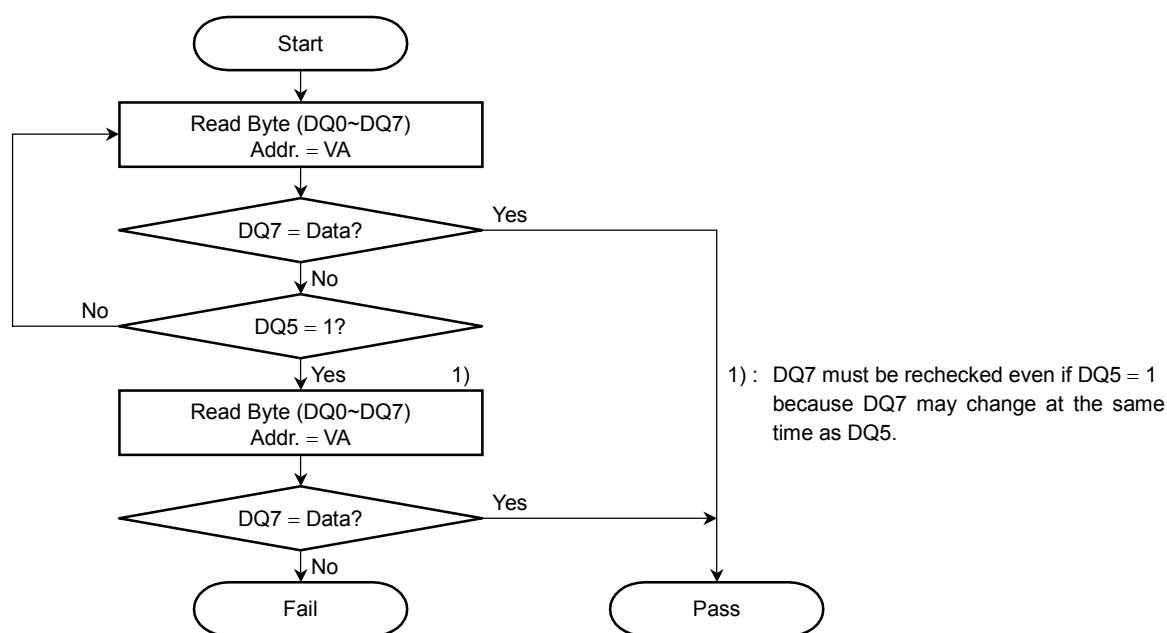 Start
Read Byte (DQ0~DQ7)
Addr. = VA
DQ7 = Data?
Yes
No
No
DQ5 = 1?
Yes
1)
Read Byte (DQ0~DQ7)
Addr. = VA
1) : DQ7 must be rechecked even if DQ5 = 1
because DQ7 may change at the same
time as DQ5.
DQ7 = Data?
Yes
No
Fail
Pass